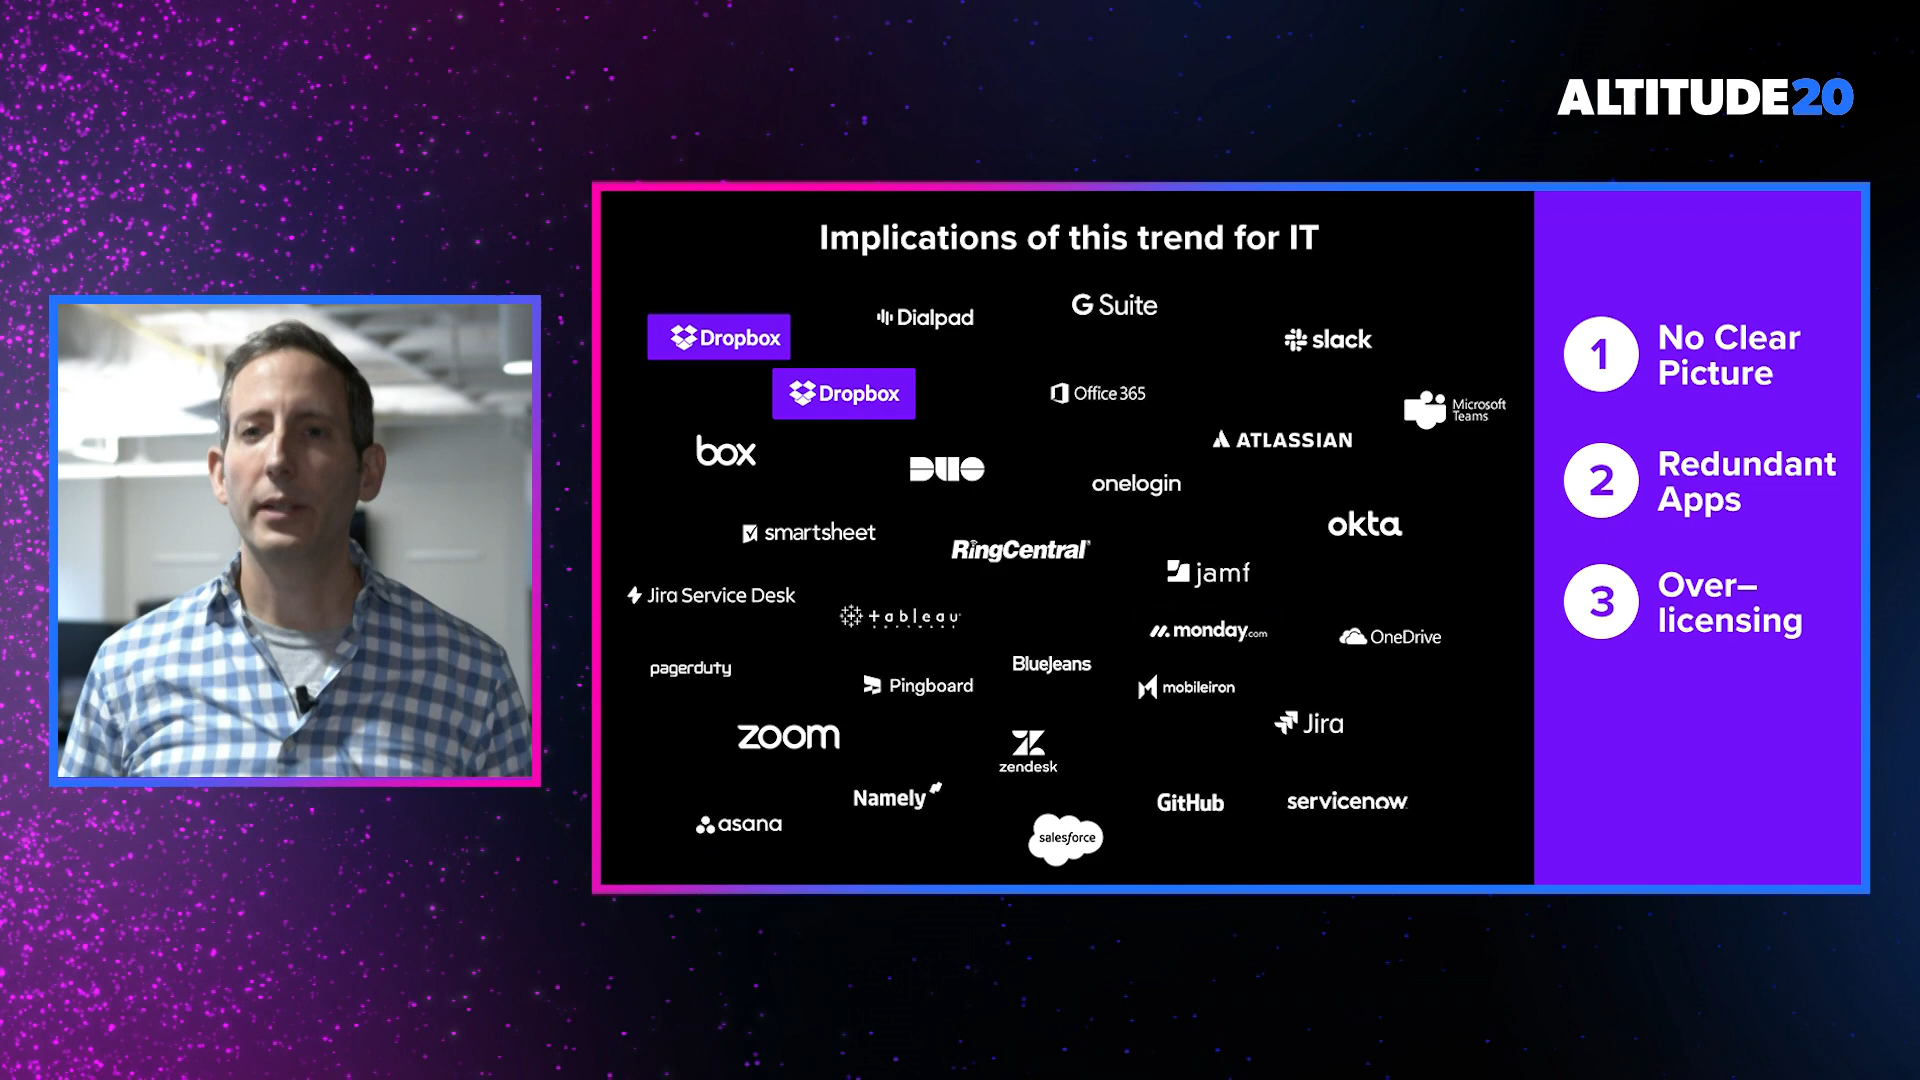 ALTITUDE20
Implications of this trend for IT
Dropbox
Dialpad
G Suite
slack
Dropbox
Office 365
Microsoft
Teams
box
DUO
ATLASSIAN
onelogin
smartsheet
RingCentral
okta
jamf
Jira Service Desk
tableau
monday.com
OneDrive
pagerduty
Pingboard
BlueJeans
mobileiron
zoom
zendesk
Jira
Namely
GitHub
servicenow
asana
salesforce
1
No Clear
Picture
2
Redundant
Apps
3
Over–
licensing